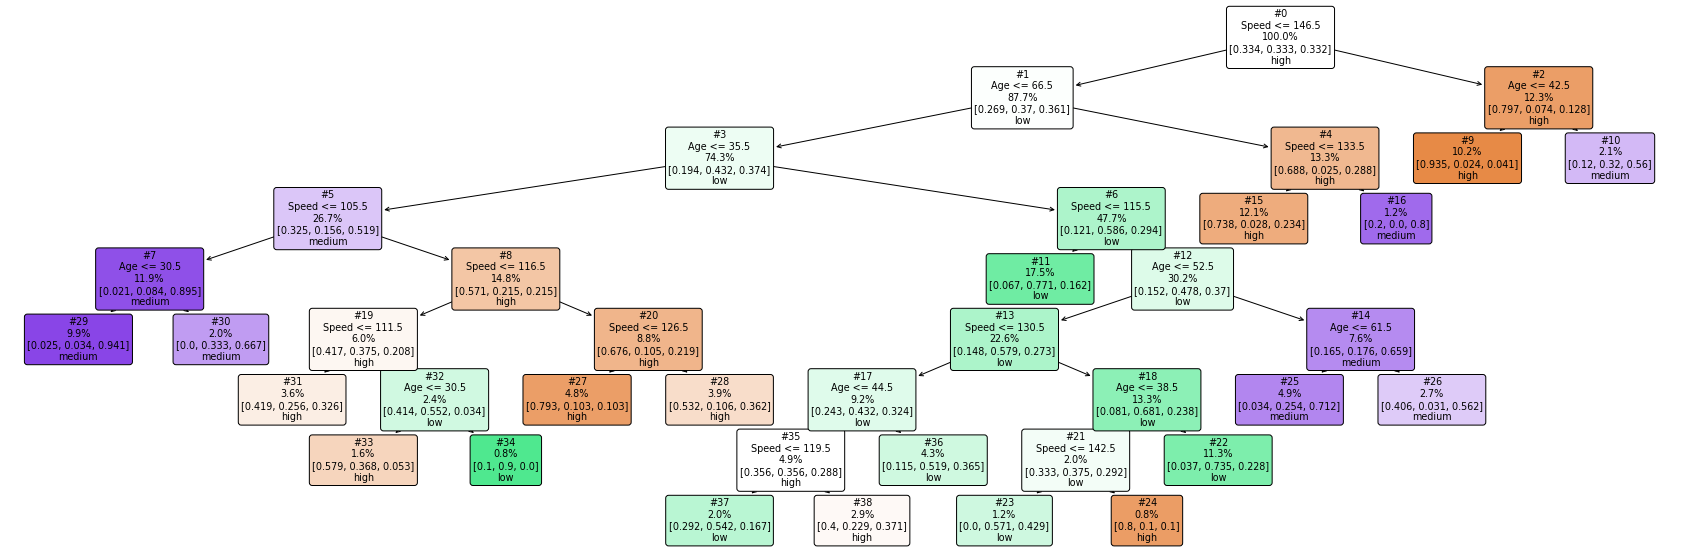 #0
Speed <= 146.5
100.0%
[0.334, 0.333, 0.332]
high
#1
Age <= 66.5
87.7%
[0.269, 0.37, 0.361]
low
#2
Age <= 42.5
12.3%
[0.797, 0.074, 0.128]
high
#3
Age <= 35.5
74.3%
[0.194, 0.432, 0.374]
low
#4
Speed <= 133.5
13.3%
[0.688, 0.025, 0.288]
high
#9
10.2%
[0.935, 0.024, 0.041]
high
#10
2.1%
[0.12, 0.32, 0.56]
medium
#5
Speed <= 105.5
26.7%
[0.325, 0.156, 0.519]
medium
#6
Speed <= 115.5
47.7%
[0.121, 0.586, 0.294]
low
#15
12.1%
[0.738, 0.028, 0.234]
high
#16
1.2%
[0.2, 0.0, 0.8]
medium
#7
Age <= 30.5
11.9%
[0.021, 0.084, 0.895]
medium
#8
Speed <= 116.5
14.8%
[0.571, 0.215, 0.215]
high
#11
17.5%
[0.067, 0.771, 0.162]
low
#12
Age <= 52.5
30.2%
[0.152, 0.478, 0.37]
low
#29
9.9%
[0.025, 0.034, 0.941]
medium
#30
2.0%
[0.0, 0.333, 0.667]
medium
#19
Speed <= 111.5
6.0%
[0.417, 0.375, 0.208]
high
#20
Speed <= 126.5
8.8%
[0.676, 0.105, 0.219]
high
#13
Speed <= 130.5
22.6%
[0.148, 0.579, 0.273]
low
#14
Age <= 61.5
7.6%
[0.165, 0.176, 0.659]
medium
#31
3.6%
[0.419, 0.256, 0.326]
high
#32
Age <= 30.5
2.4%
[0.414, 0.552, 0.034]
low
#27
4.8%
[0.793, 0.103, 0.103]
high
#28
3.9%
[0.532, 0.106, 0.362]
high
#17
Age <= 44.5
9.2%
[0.243, 0.432, 0.324]
low
#18
Age <= 38.5
13.3%
[0.081, 0.681, 0.238]
low
#25
4.9%
[0.034, 0.254, 0.712]
medium
#26
2.7%
[0.406, 0.031, 0.562]
medium
#33
1.6%
[0.579, 0.368, 0.053]
high
#34
0.8%
[0.1, 0.9, 0.0]
low
#35
Speed <= 119.5
4.9%
[0.356, 0.356, 0.288]
high
#36
4.3%
[0.115, 0.519, 0.365]
low
#21
Speed <= 142.5
2.0%
[0.333, 0.375, 0.292]
low
#22
11.3%
[0.037, 0.735, 0.228]
low
#37
2.0%
[0.292, 0.542, 0.167]
low
#38
2.9%
[0.4, 0.229, 0.371]
high
#23
1.2%
[0.0, 0.571, 0.429]
low
#24
0.8%
[0.8, 0.1, 0.1]
high